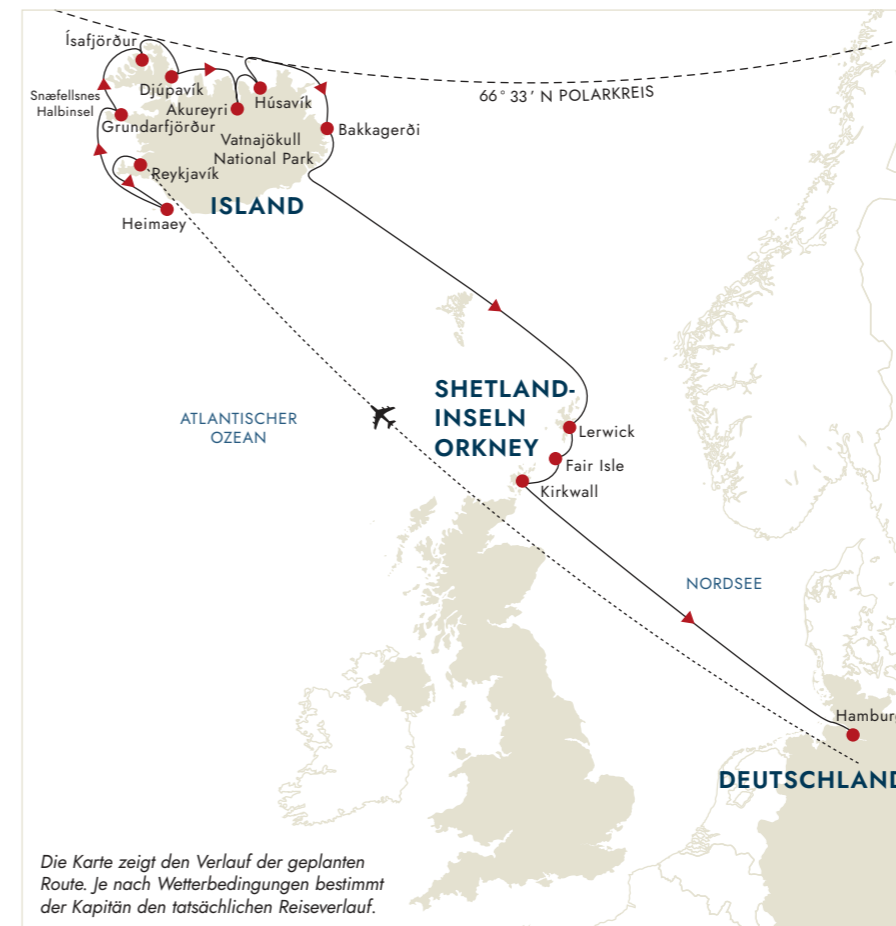 Ísafjörður
66° 33’ N POLARKREIS
Djúpavík
Snæfellsnes
Halbinsel
Akureyri
Húsavík
Grundarfjörður
Bakkagerði
Vatnajökull
National Park
Reykjavík
ISLAND
Heimaey
SHETLAND-
INSELN
ORKNEY
ATLANTISCHER
OZEAN
Lerwick
Fair Isle
Kirkwall
NORDSEE
Hamburg
DEUTSCHLAND
Die Karte zeigt den Verlauf der geplanten
Route. Je nach Wetterbedingungen bestimmt
der Kapitän den tatsächlichen Reiseverlauf.